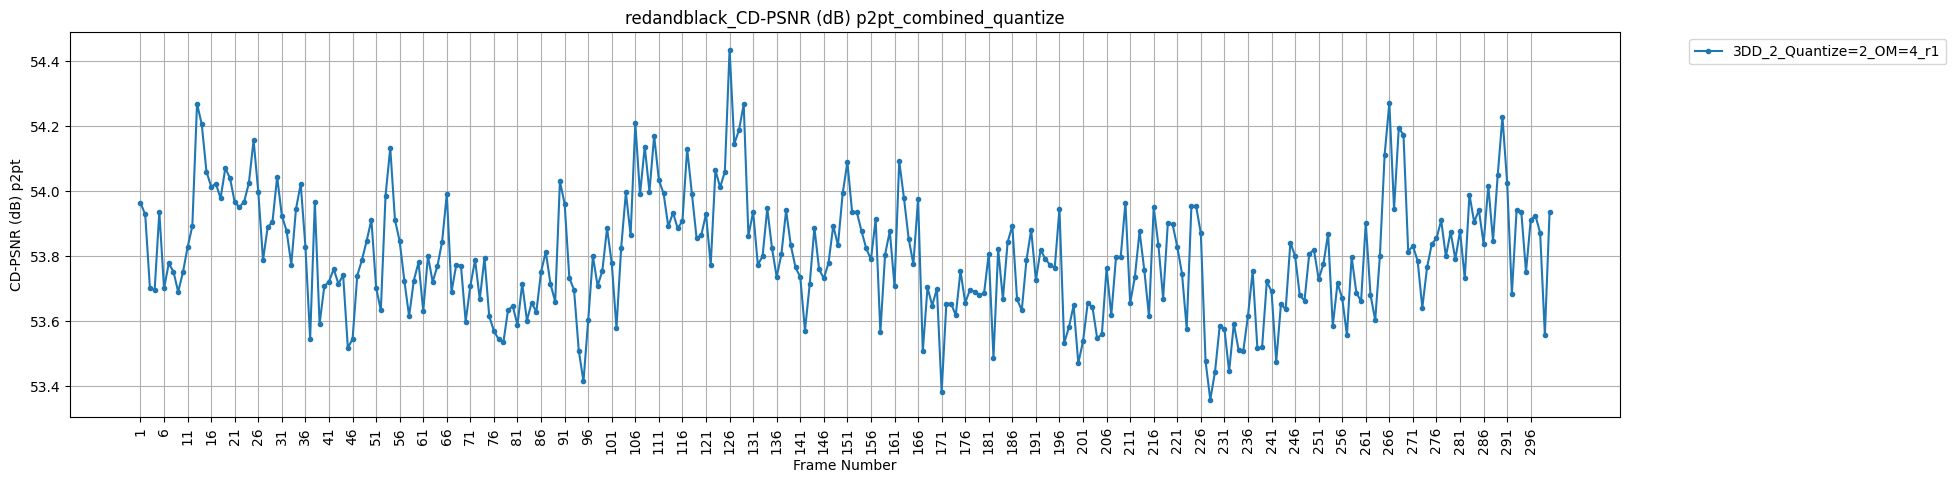 redandblack_CD-PSNR (dB) p2pt_combined_quantize
3DD_2_Quantize=2_OM=4_r1
CD-PSNR (dB) p2pt
54.4
54.2
54.0
53.8
53.6
53.4
1 6 11 16 21 26 31 36 41 46 51 56 61 66 71 76 81 86 91 96 101 106 111 116 121 126 131 136 141 146 151 156 161 166 171 176 181 186 191 196 201 206 211 216 221 226 231 236 241 246 251 256 261 266 271 276 281 286 291 296
Frame Number